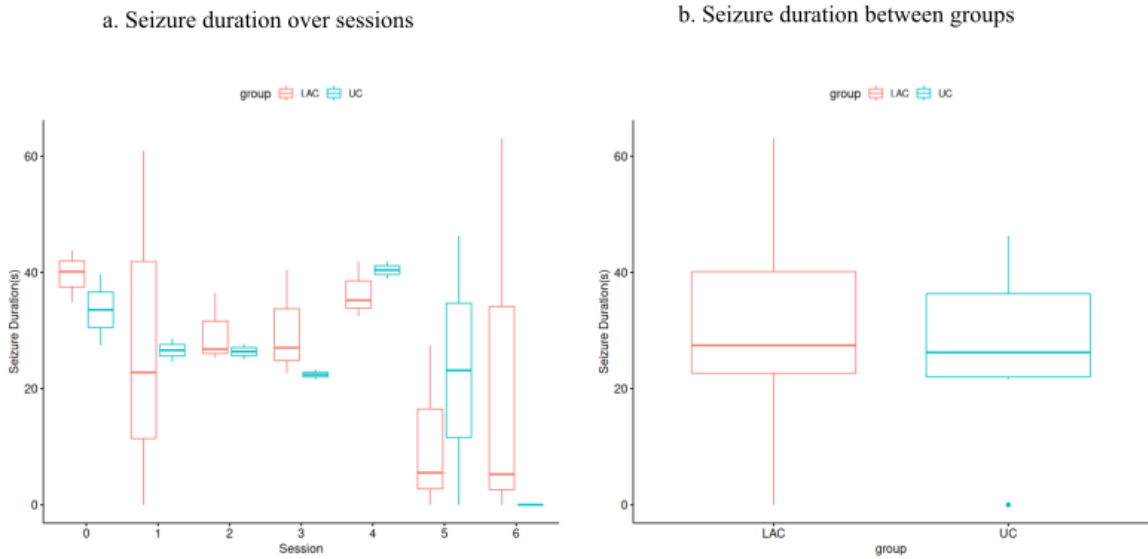 a. Seizure duration over sessions
b. Seizure duration between groups
group LAC UC
group LAC UC
Seizure Duration(s)
60
40
20
0
0 1 2 3 4 5 6
Session
Seizure Duration(s)
60
40
20
0
LAC UC
group